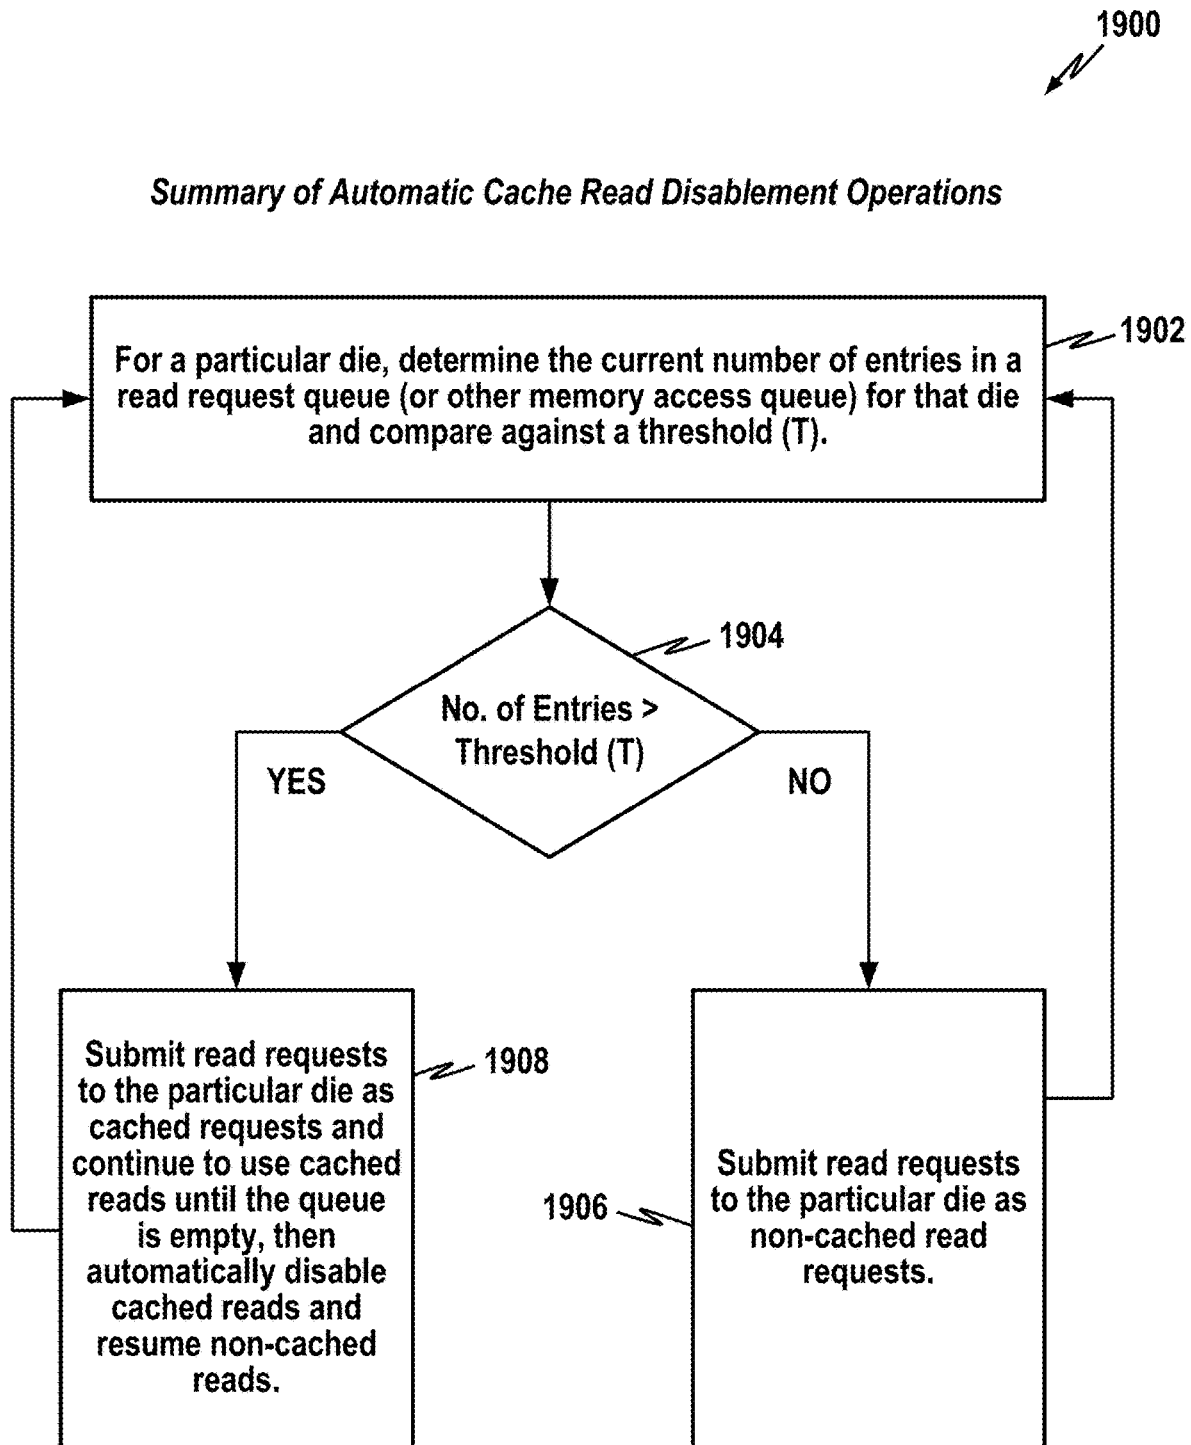 1900
Summary of Automatic Cache Read Disablement Operations
1902
For a particular die, determine the current number of entries in a
read request queue (or other memory access queue) for that die
and compare against a threshold (T).
1904
No. of Entries >
Threshold (T)
YES
NO
Submit read requests
to the particular die as
cached requests and
continue to use cached
reads until the queue
is empty, then
automatically disable
cached reads and
resume non-cached
reads.
1908
1906
Submit read requests
to the particular die as
non-cached read
requests.